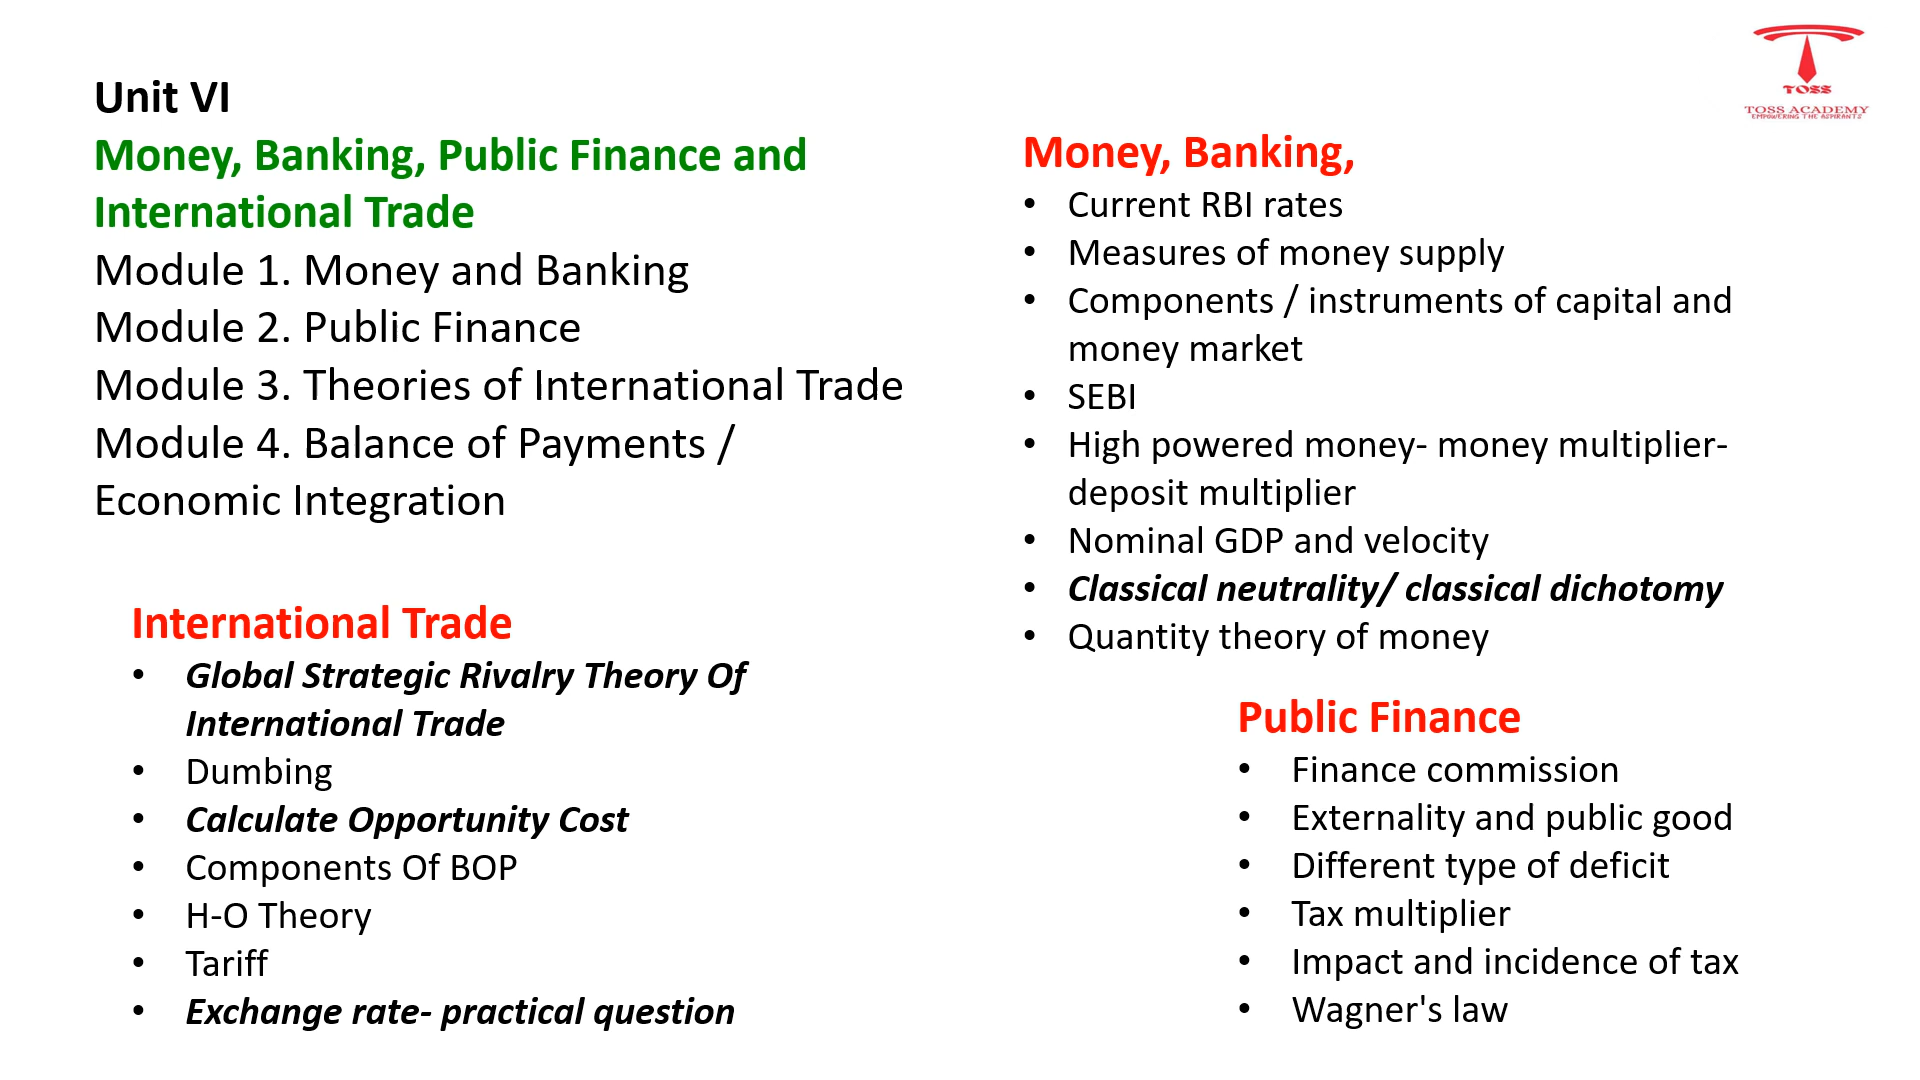 Unit VI
Money, Banking, Public Finance and
International Trade
Module 1. Money and Banking
Module 2. Public Finance
Module 3. Theories of International Trade
Module 4. Balance of Payments /
Economic Integration
International Trade
• Global Strategic Rivalry Theory Of
International Trade
• Dumbing
• Calculate Opportunity Cost
• Components Of BOP
• H-O Theory
• Tariff
• Exchange rate- practical question
TOSS
TOSS ACADEMY
EMPOWERING THE ASPIRANTS
Money, Banking,
• Current RBI rates
• Measures of money supply
• Components / instruments of capital and
money market
• SEBI
• High powered money- money multiplier-
deposit multiplier
• Nominal GDP and velocity
• Classical neutrality/ classical dichotomy
• Quantity theory of money
Public Finance
• Finance commission
• Externality and public good
• Different type of deficit
• Tax multiplier
• Impact and incidence of tax
• Wagner's law